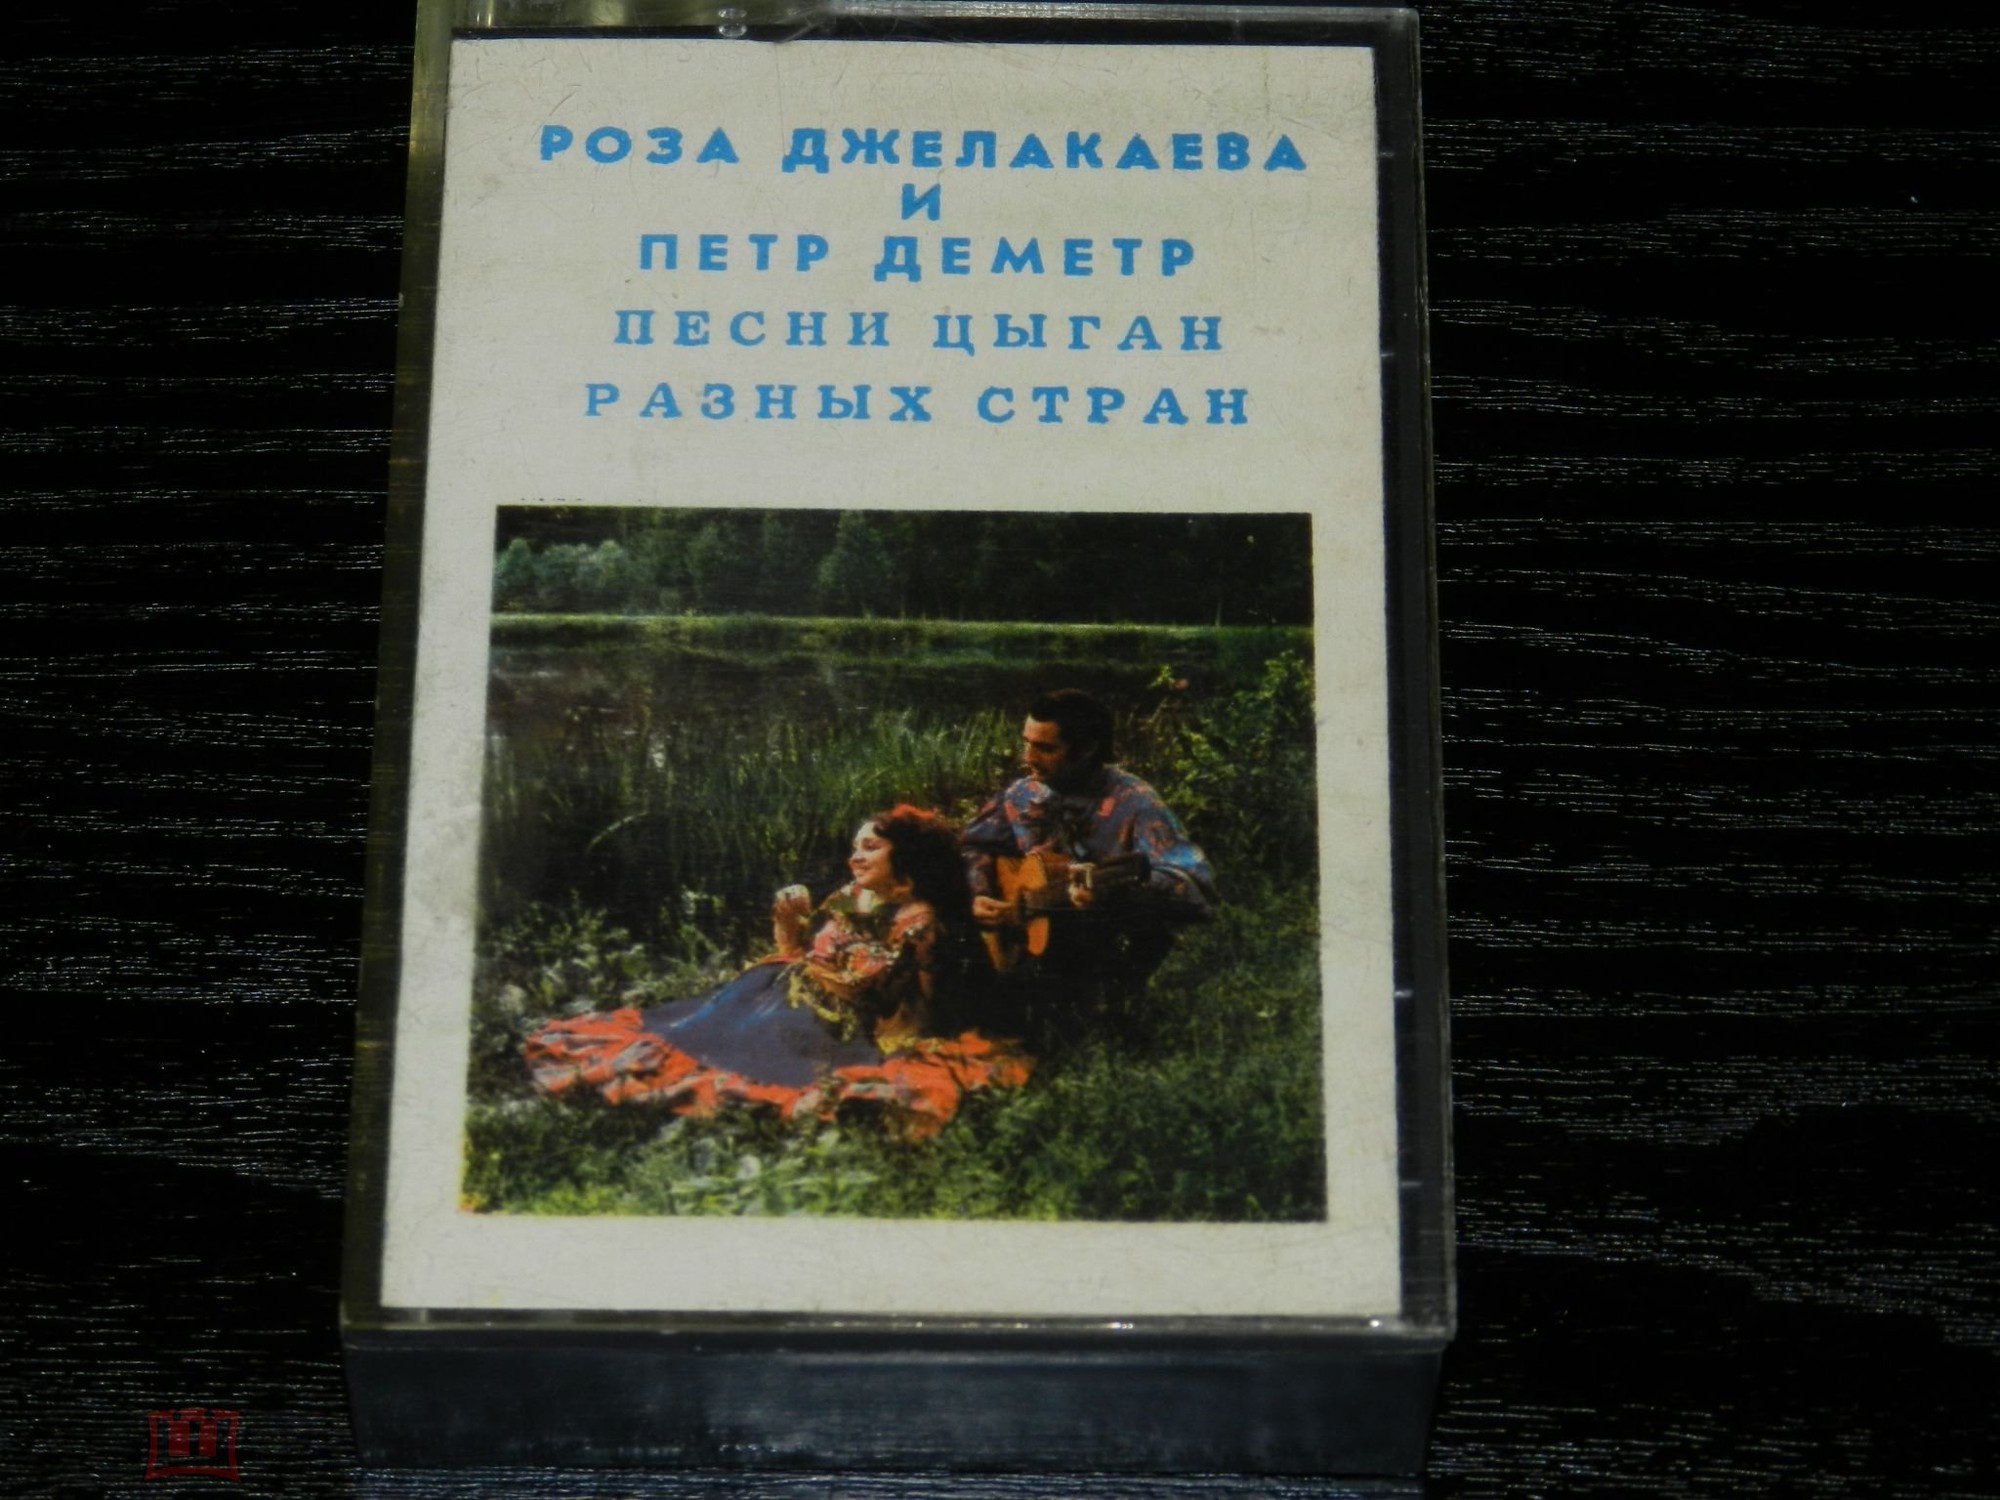 РОЗА ДЖЕЛАКАЕВА
И
ПЕТР ДЕМЕТР
ПЕСНИ ЦЫГАН
РАЗНЫХ СТРАН